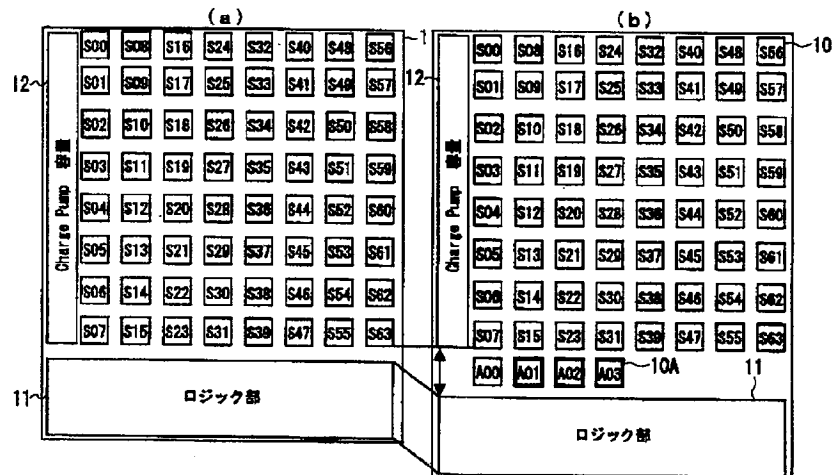 (a)
S00 S08 S16 S24 S32 S40 S48 S56
S01 S09 S17 S25 S33 S41 S49 S57
S02 S10 S18 S26 S34 S42 S50 S58
S03 S11 S19 S27 S35 S43 S51 S59
S04 S12 S20 S28 S36 S44 S52 S60
S05 S13 S21 S29 S37 S45 S53 S61
S06 S14 S22 S30 S38 S46 S54 S62
S07 S15 S23 S31 S39 S47 S55 S63
Charge Pump 容量
ロジック部
1
12
11
(b)
S00 S08 S16 S24 S32 S40 S48 S56
S01 S09 S17 S25 S33 S41 S49 S57
S02 S10 S18 S26 S34 S42 S50 S58
S03 S11 S19 S27 S35 S43 S51 S59
S04 S12 S20 S28 S36 S44 S52 S60
S05 S13 S21 S29 S37 S45 S53 S61
S06 S14 S22 S30 S38 S46 S54 S62
S07 S15 S23 S31 S39 S47 S55 S63
A00 A01 A02 A03
Charge Pump 容量
ロジック部
10
12
10A
11